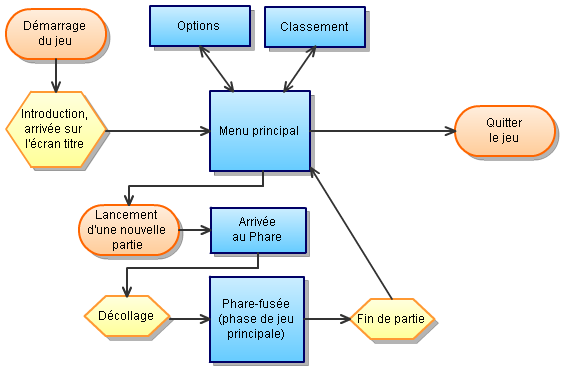 Démarrage
du jeu
Options
Classement
Introduction,
arrivée sur
l'écran titre
Menu principal
Quitter
le jeu
Lancement
d'une nouvelle
partie
Arrivée
au Phare
Décollage
Phare-fusée
(phase de jeu
principale)
Fin de partie